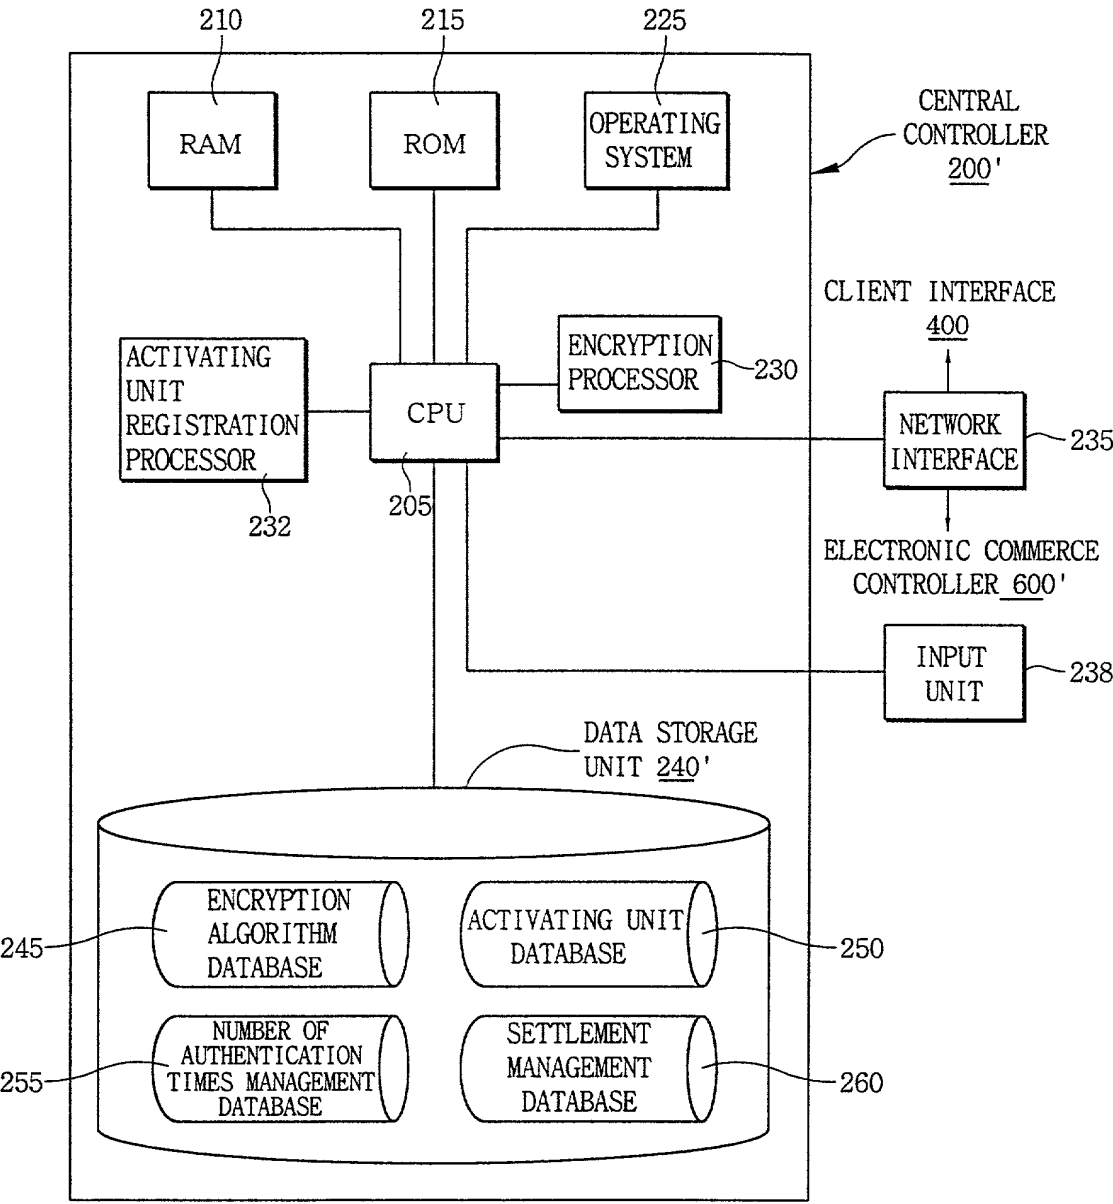 210
215
225
RAM
ROM
OPERATING
SYSTEM
CENTRAL
CONTROLLER
200'
CLIENT INTERFACE
400
ACTIVATING
UNIT
REGISTRATION
PROCESSOR
232
CPU
205
ENCRYPTION
PROCESSOR
230
NETWORK
INTERFACE
235
ELECTRONIC COMMERCE
CONTROLLER 600'
INPUT
UNIT
238
DATA STORAGE
UNIT 240'
ENCRYPTION
ALGORITHM
DATABASE
245
ACTIVATING UNIT
DATABASE
250
NUMBER OF
AUTHENTICATION
TIMES MANAGEMENT
DATABASE
255
SETTLEMENT
MANAGEMENT
DATABASE
260